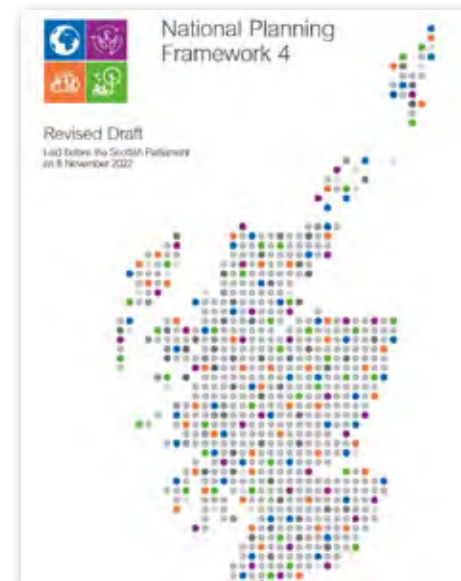 National Planning
Framework 4
Revised Draft
Laid before the Scottish Parliament
on 8 November 2022